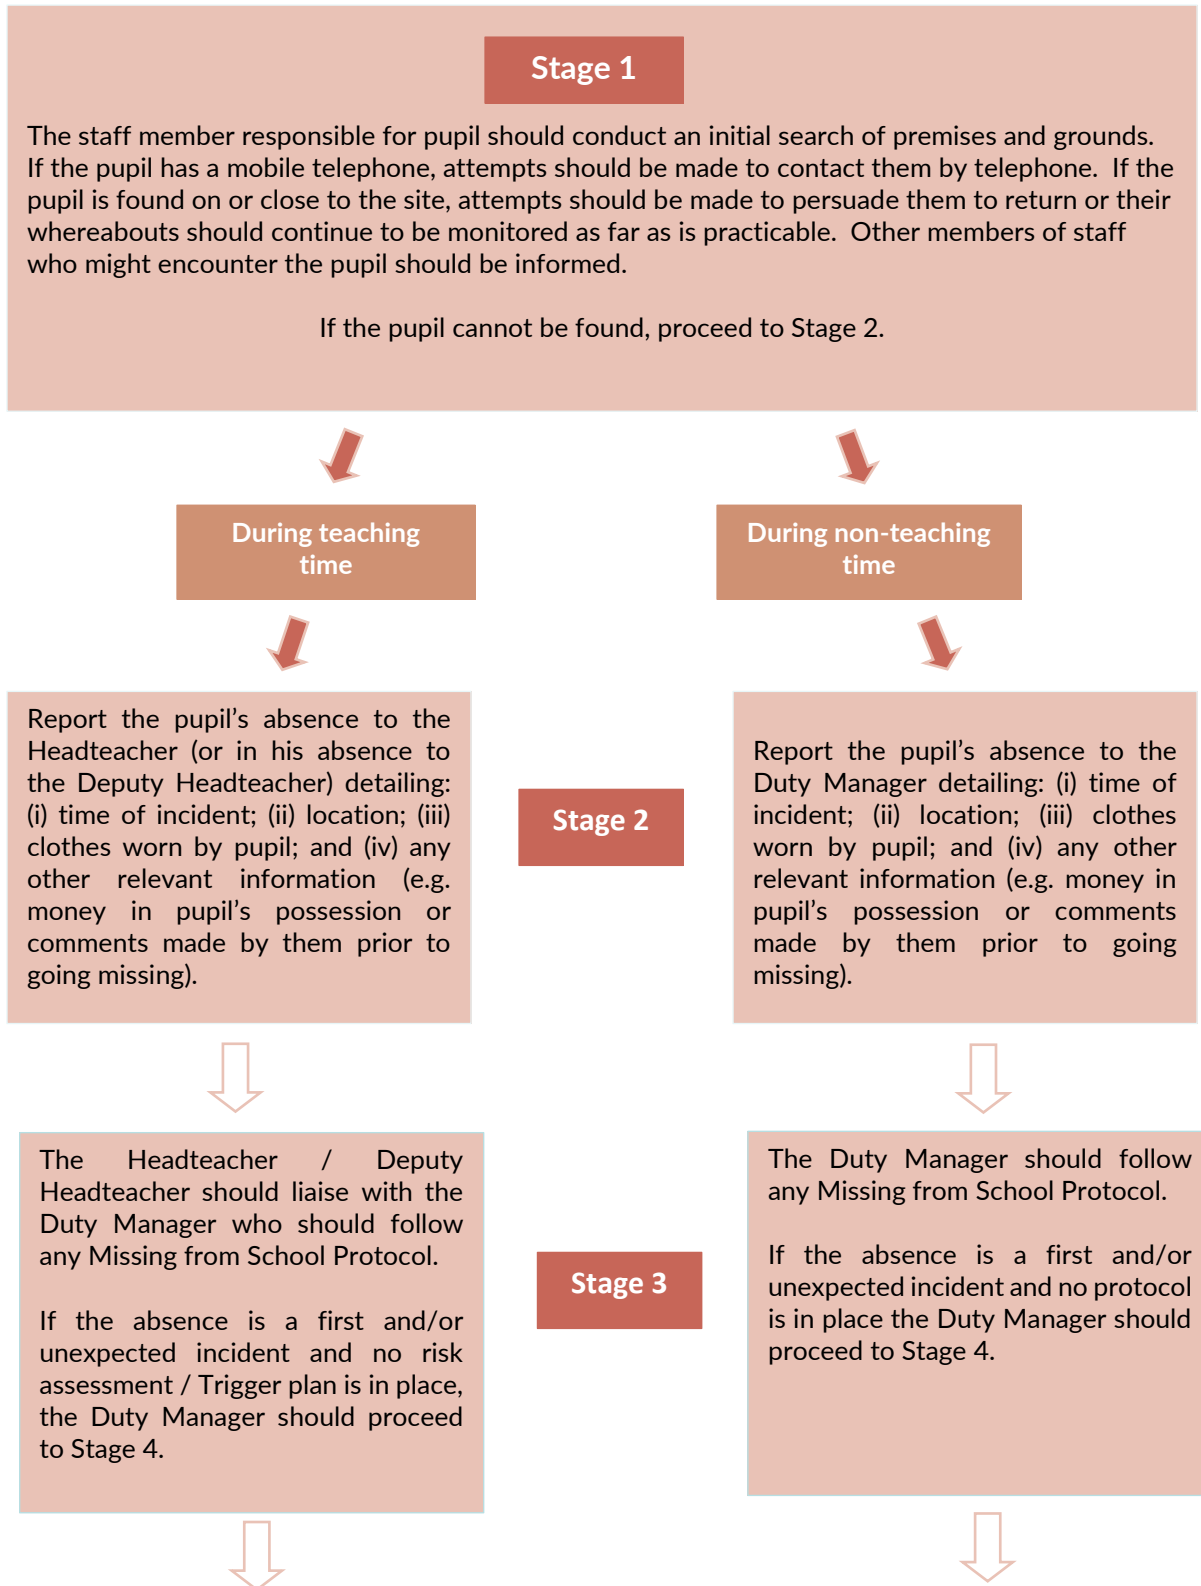 Stage 1
The staff member responsible for pupil should conduct an initial search of premises and grounds.
If the pupil has a mobile telephone, attempts should be made to contact them by telephone.  If the
pupil is found on or close to the site, attempts should be made to persuade them to return or their
whereabouts should continue to be monitored as far as is practicable.  Other members of staff
who might encounter the pupil should be informed.
If the pupil cannot be found, proceed to Stage 2.
During teaching
time
During non-teaching
time
Report the pupil’s absence to the
Headteacher (or in his absence to
the Deputy Headteacher) detailing:
(i) time of incident; (ii) location; (iii)
clothes worn by pupil; and (iv) any
other relevant information (e.g.
money in pupil’s possession or
comments made by them prior to
going missing).
Stage 2
Report the pupil’s absence to the
Duty Manager detailing: (i) time of
incident; (ii) location; (iii) clothes
worn by pupil; and (iv) any other
relevant information (e.g. money in
pupil’s possession or comments
made by them prior to going
missing).
The Headteacher / Deputy
Headteacher should liaise with the
Duty Manager who should follow
any Missing from School Protocol.
If the absence is a first and/or
unexpected incident and no risk
assessment / Trigger plan is in place,
the Duty Manager should proceed
to Stage 4.
Stage 3
The Duty Manager should follow
any Missing from School Protocol.
If the absence is a first and/or
unexpected incident and no protocol
is in place the Duty Manager should
proceed to Stage 4.